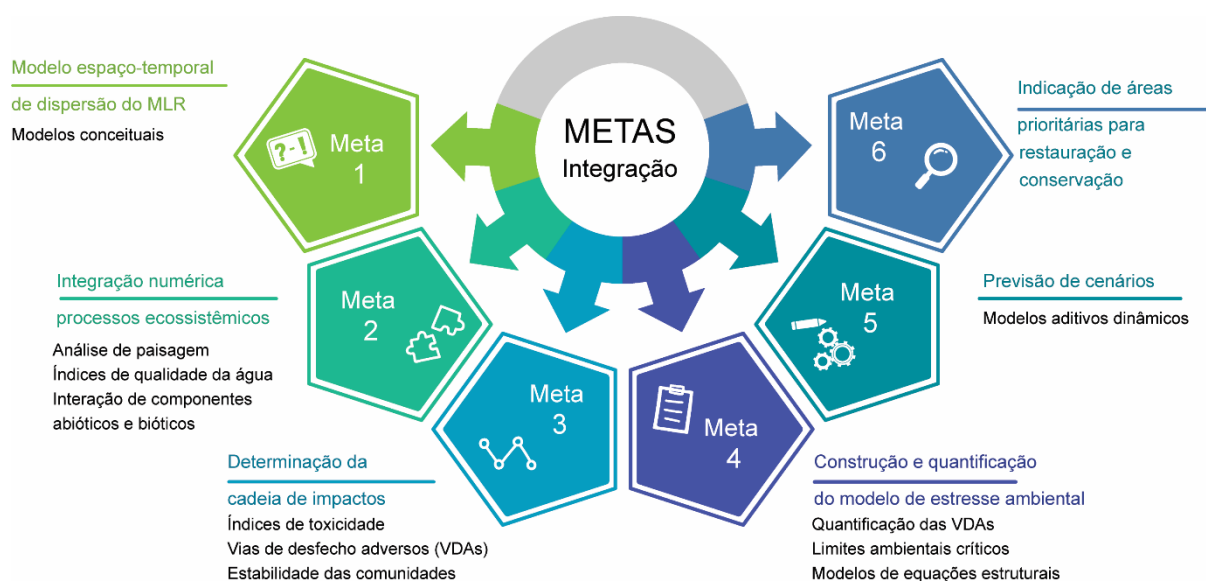 METAS
Integração
Modelo espaço-temporal
de dispersão do MLR
Modelos conceituais
?-!
Meta
1
Integração numérica
processos ecossistêmicos
Análise de paisagem
Índices de qualidade da água
Interação de componentes
abióticos e bióticos
Meta
2
Determinação da
cadeia de impactos
Índices de toxicidade
Vias de desfecho adversos (VDAs)
Estabilidade das comunidades
Meta
3
Meta
4
Construção e quantificação
do modelo de estresse ambiental
Quantificação das VDAs
Limites ambientais críticos
Modelos de equações estruturais
Meta
5
Previsão de cenários
Modelos aditivos dinâmicos
Meta
6
Indicação de áreas
prioritárias para
restauração e
conservação